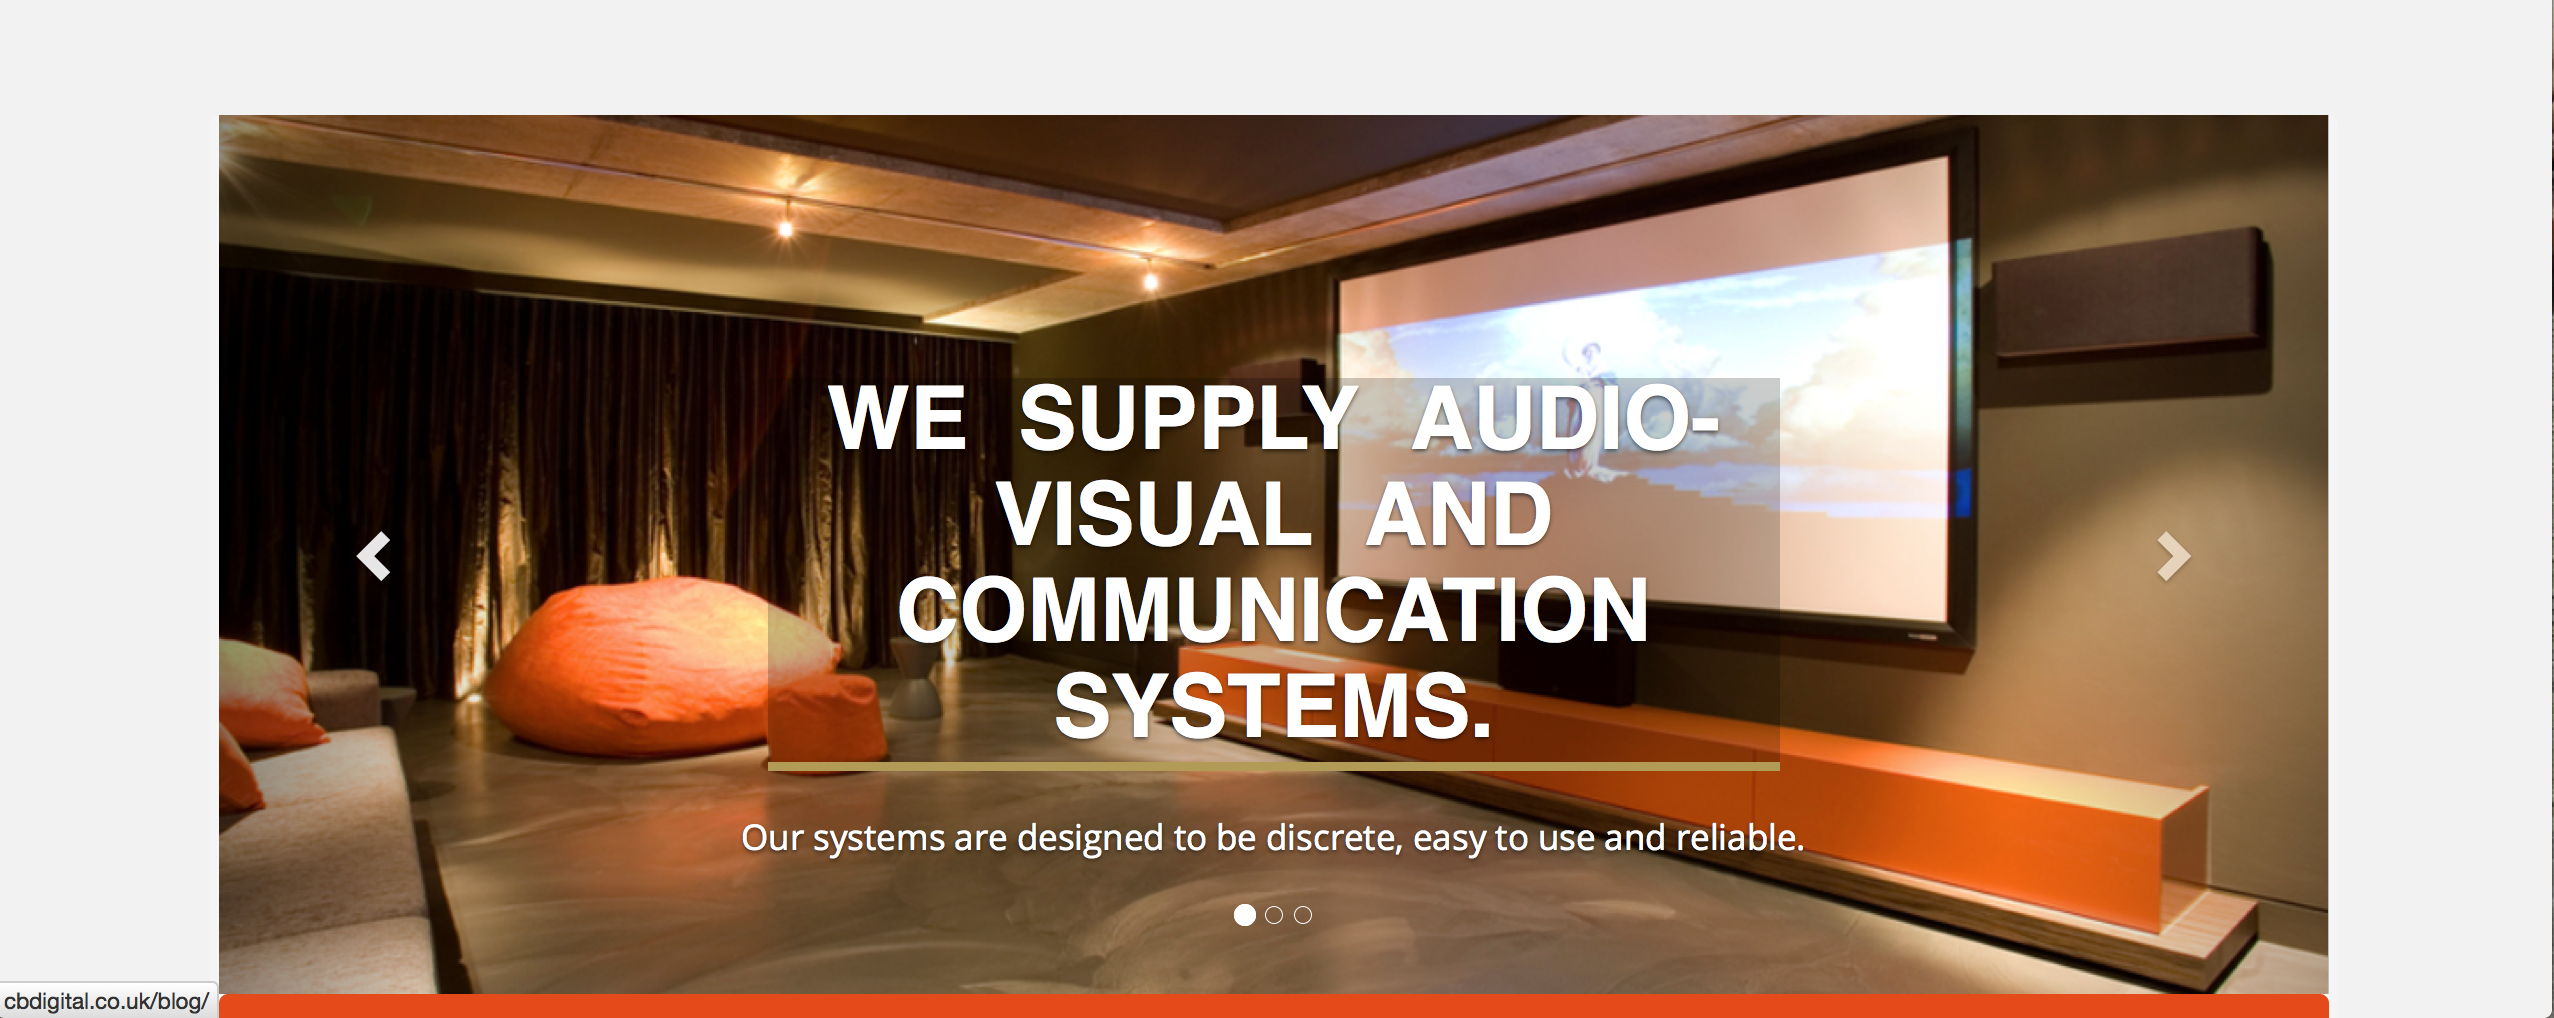 WE SUPPLY AUDIO-
VISUAL AND
COMMUNICATION
SYSTEMS.
Our systems are designed to be discrete, easy to use and reliable.
cbdigital.co.uk/blog/